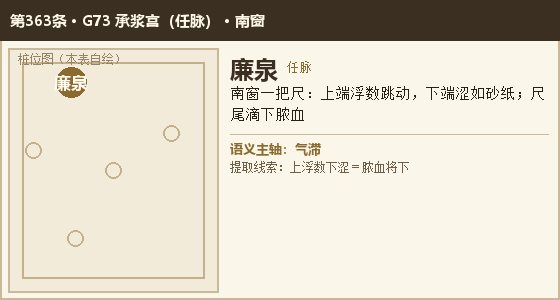 第363条・G73 承浆宫（任脉）・南窗
桩位图（本表自绘）
廉泉
廉泉 任脉
南窗一把尺：上端浮数跳动，下端涩如砂纸；尺
尾滴下脓血
语义主轴：气滞
提取线索：上浮数下涩＝脓血将下